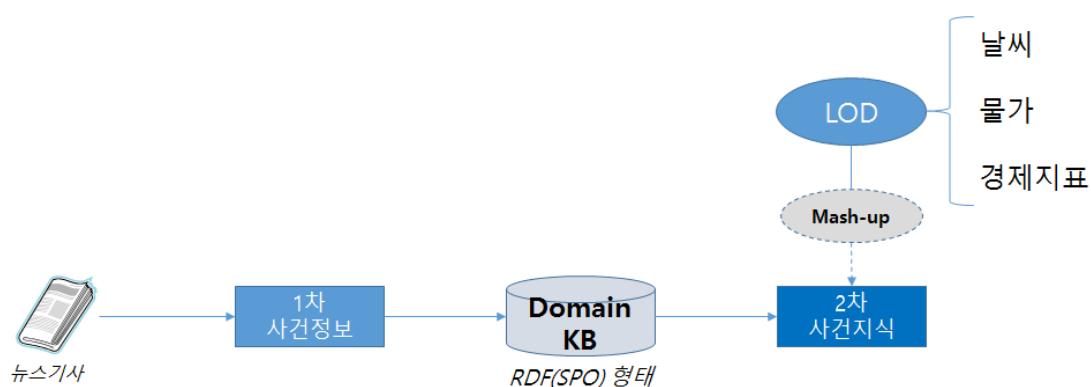 날씨
LOD
물가
경제지표
Mash-up
1차
사건정보
Domain
KB
2차
사건지식
뉴스기사
RDF(SPO) 형태